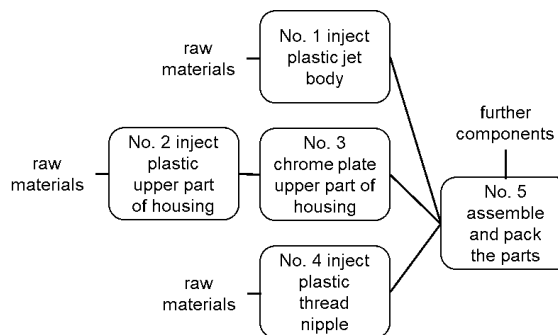 No. 1 inject
plastic jet
body
raw
materials
further
components
No. 2 inject
plastic
upper part
of housing
raw
materials
No. 3
chrome plate
upper part of
housing
No. 5
assemble
and pack
the parts
No. 4 inject
plastic
thread
nipple
raw
materials